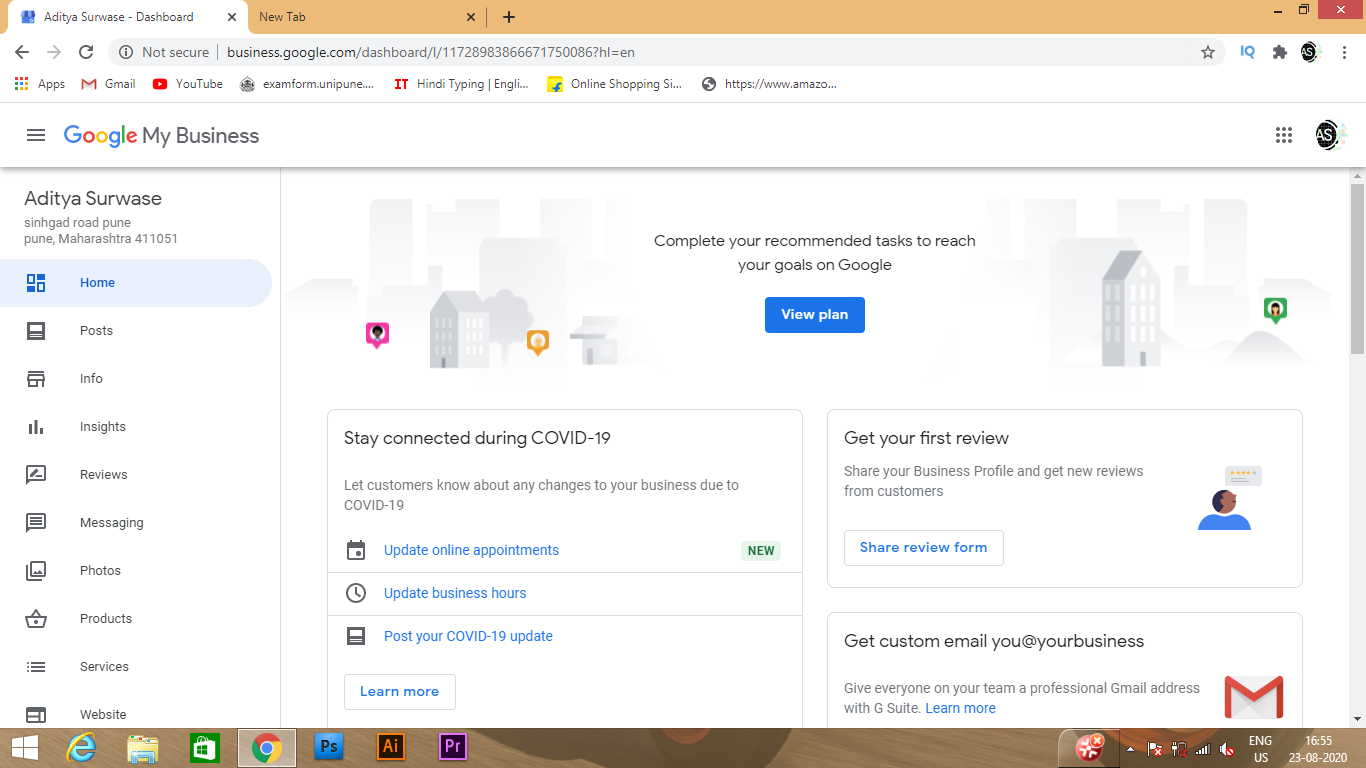 Aditya Surwase - Dashboard
New Tab
Not secure
business.google.com/dashboard/l/11728983866671750086?hl=en
IQ
AS
Apps
Gmail
YouTube
examform.unipune....
IT Hindi Typing | Engli...
Online Shopping Si...
https://www.amazo...
Google My Business
AS
Aditya Surwase
sinhgad road pune
pune, Maharashtra 411051
Home
Posts
Info
Insights
Reviews
Messaging
Photos
Products
Services
Website
Complete your recommended tasks to reach
your goals on Google
View plan
Stay connected during COVID-19
Let customers know about any changes to your business due to
COVID-19
Update online appointments
NEW
Update business hours
Post your COVID-19 update
Learn more
Get your first review
Share your Business Profile and get new reviews
from customers
Share review form
Get custom email you@yourbusiness
Give everyone on your team a professional Gmail address
with G Suite. Learn more
Ps
Ai
Pr
ENG
US
16:55
23-08-2020